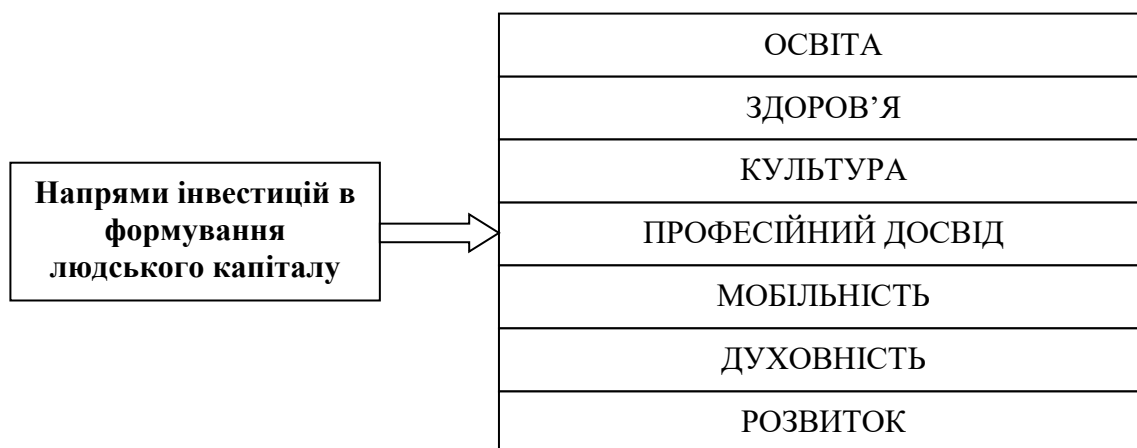 Напрями інвестицій в
формування
людського капіталу
ОСВІТА
ЗДОРОВ’Я
КУЛЬТУРА
ПРОФЕСІЙНИЙ ДОСВІД
МОБІЛЬНІСТЬ
ДУХОВНІСТЬ
РОЗВИТОК